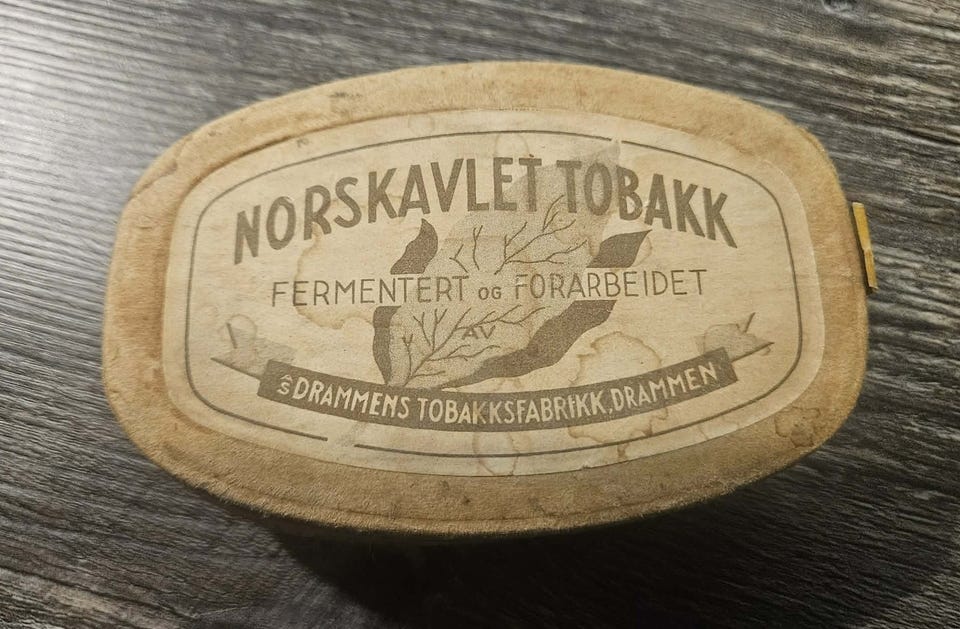 NORSKAVLET TOBAKK
FERMENTERT OG FORARBEIDET
AV
A/S DRAMMENS TOBAKKSFABRIKK, DRAMMEN